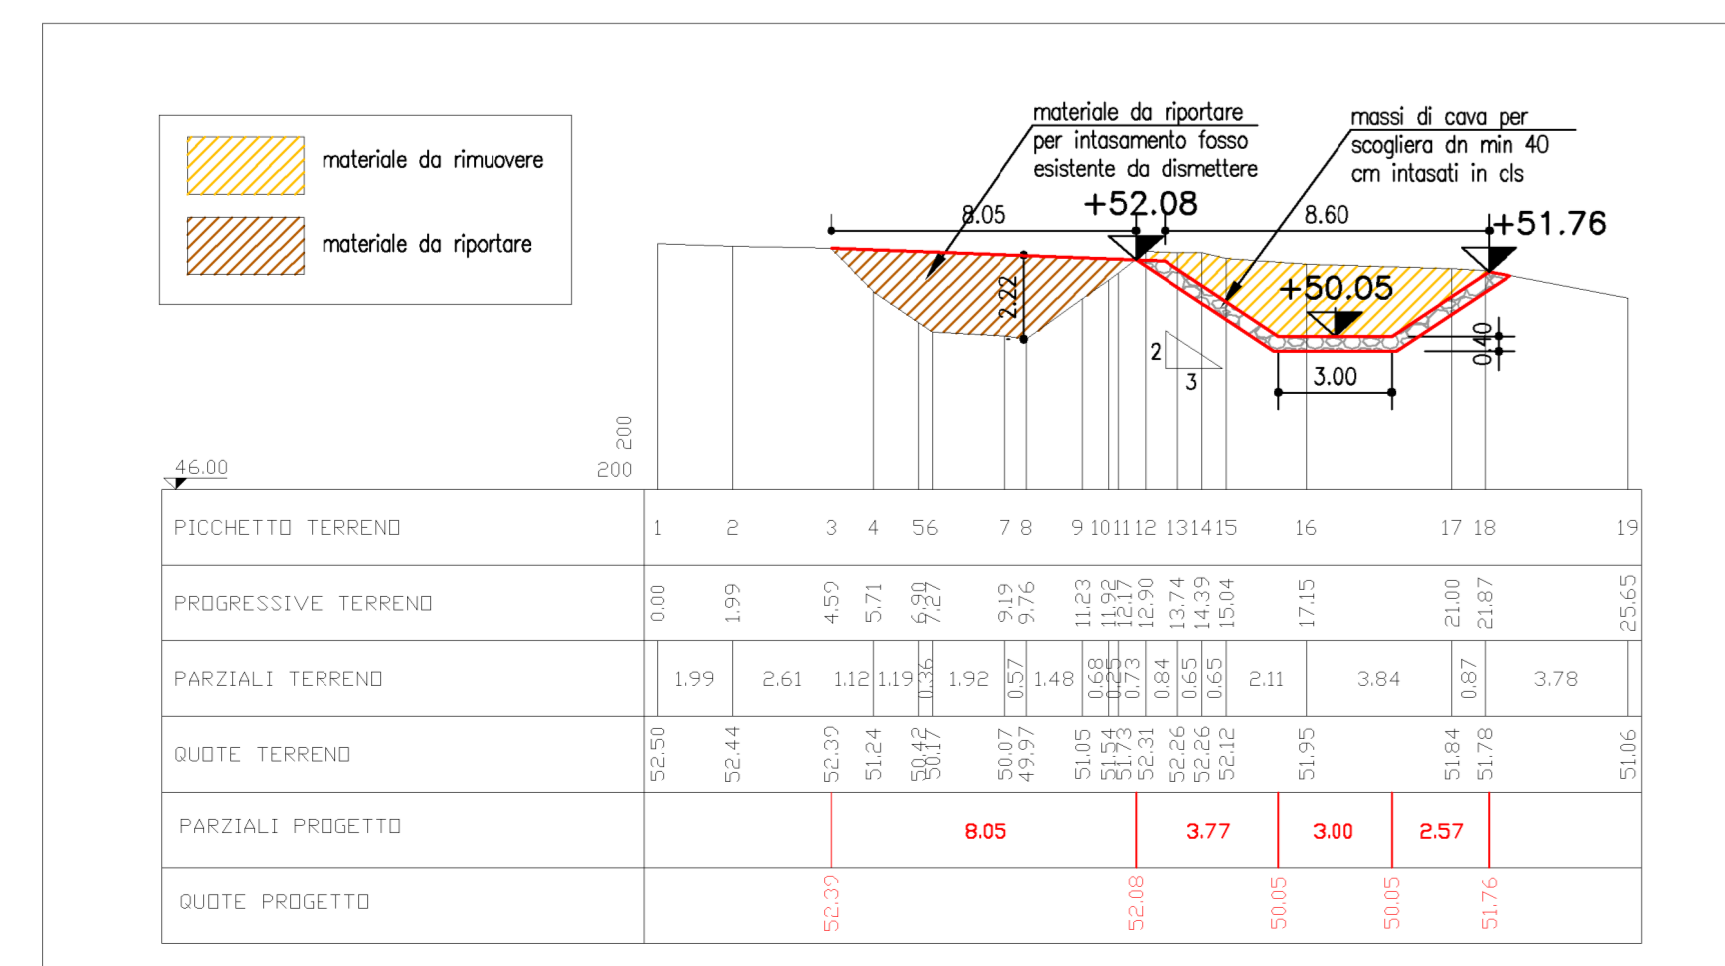 materiale da rimuovere
materiale da riportare
materiale da riportare
per intasamento fosso
esistente da dismettere
massi di cava per
scogliera dn min 40
cm intasati in cls
8.05
+52.08
8.60
+51.76
2.22
+50.05
2
3
3.00
0.40
200
200
46.00
PICCHETTO TERRENO 1 2 3 4 5 6 7 8 9 10 11 12 13 14 15 16 17 18 19
PROGRESSIVE TERRENO 0.00 1.99 4.59 5.71 6.90 7.27 9.19 9.76 11.23 11.92 12.17 12.90 13.74 14.39 15.04 17.15 21.00 21.87 25.65
PARZIALI TERRENO 1.99 2.61 1.12 1.19 0.36 1.92 0.57 1.48 0.68 0.25 0.73 0.84 0.65 0.65 2.11 3.84 0.87 3.78
QUOTE TERRENO 52.50 52.44 52.39 51.24 50.42 50.17 50.07 49.97 51.05 51.54 51.73 52.31 52.26 52.26 52.12 51.95 51.84 51.78 51.06
PARZIALI PROGETTO 8.05 3.77 3.00 2.57
QUOTE PROGETTO 52.39 52.08 50.05 50.05 51.76